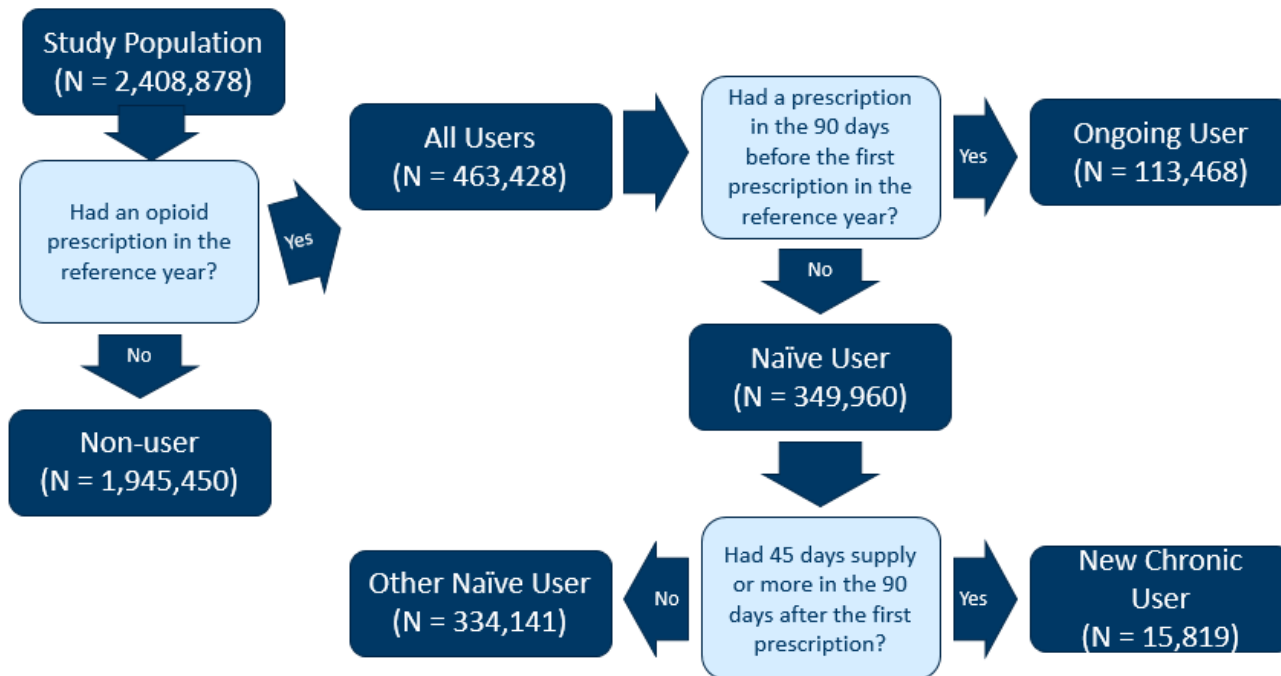 Study Population
(N = 2,408,878)
Had an opioid
prescription in the
reference year?
Yes
No
Non-user
(N = 1,945,450)
All Users
(N = 463,428)
Had a prescription
in the 90 days
before the first
prescription in the
reference year?
Yes
Ongoing User
(N = 113,468)
No
Naïve User
(N = 349,960)
Had 45 days supply
or more in the 90
days after the first
prescription?
No
Other Naïve User
(N = 334,141)
Yes
New Chronic
User
(N = 15,819)